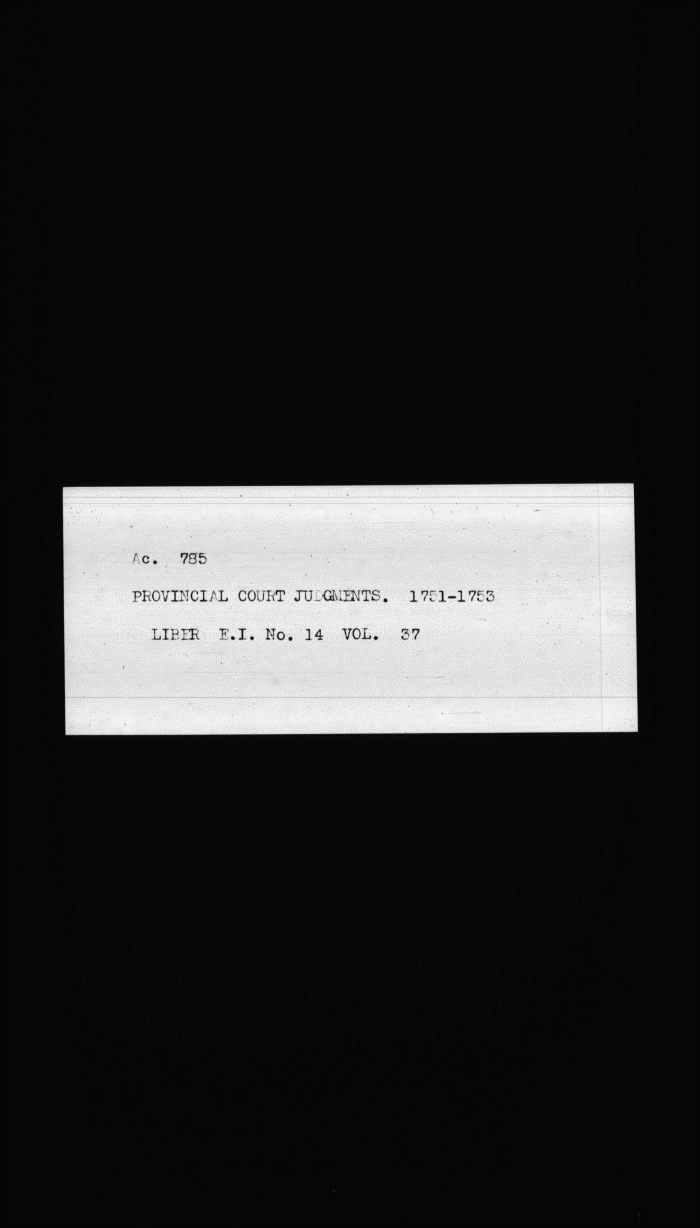 Ac. 785
PROVINCIAL COURT JUDGMENTS. 1751-1753
LIBER E.I. No. 14 VOL. 37